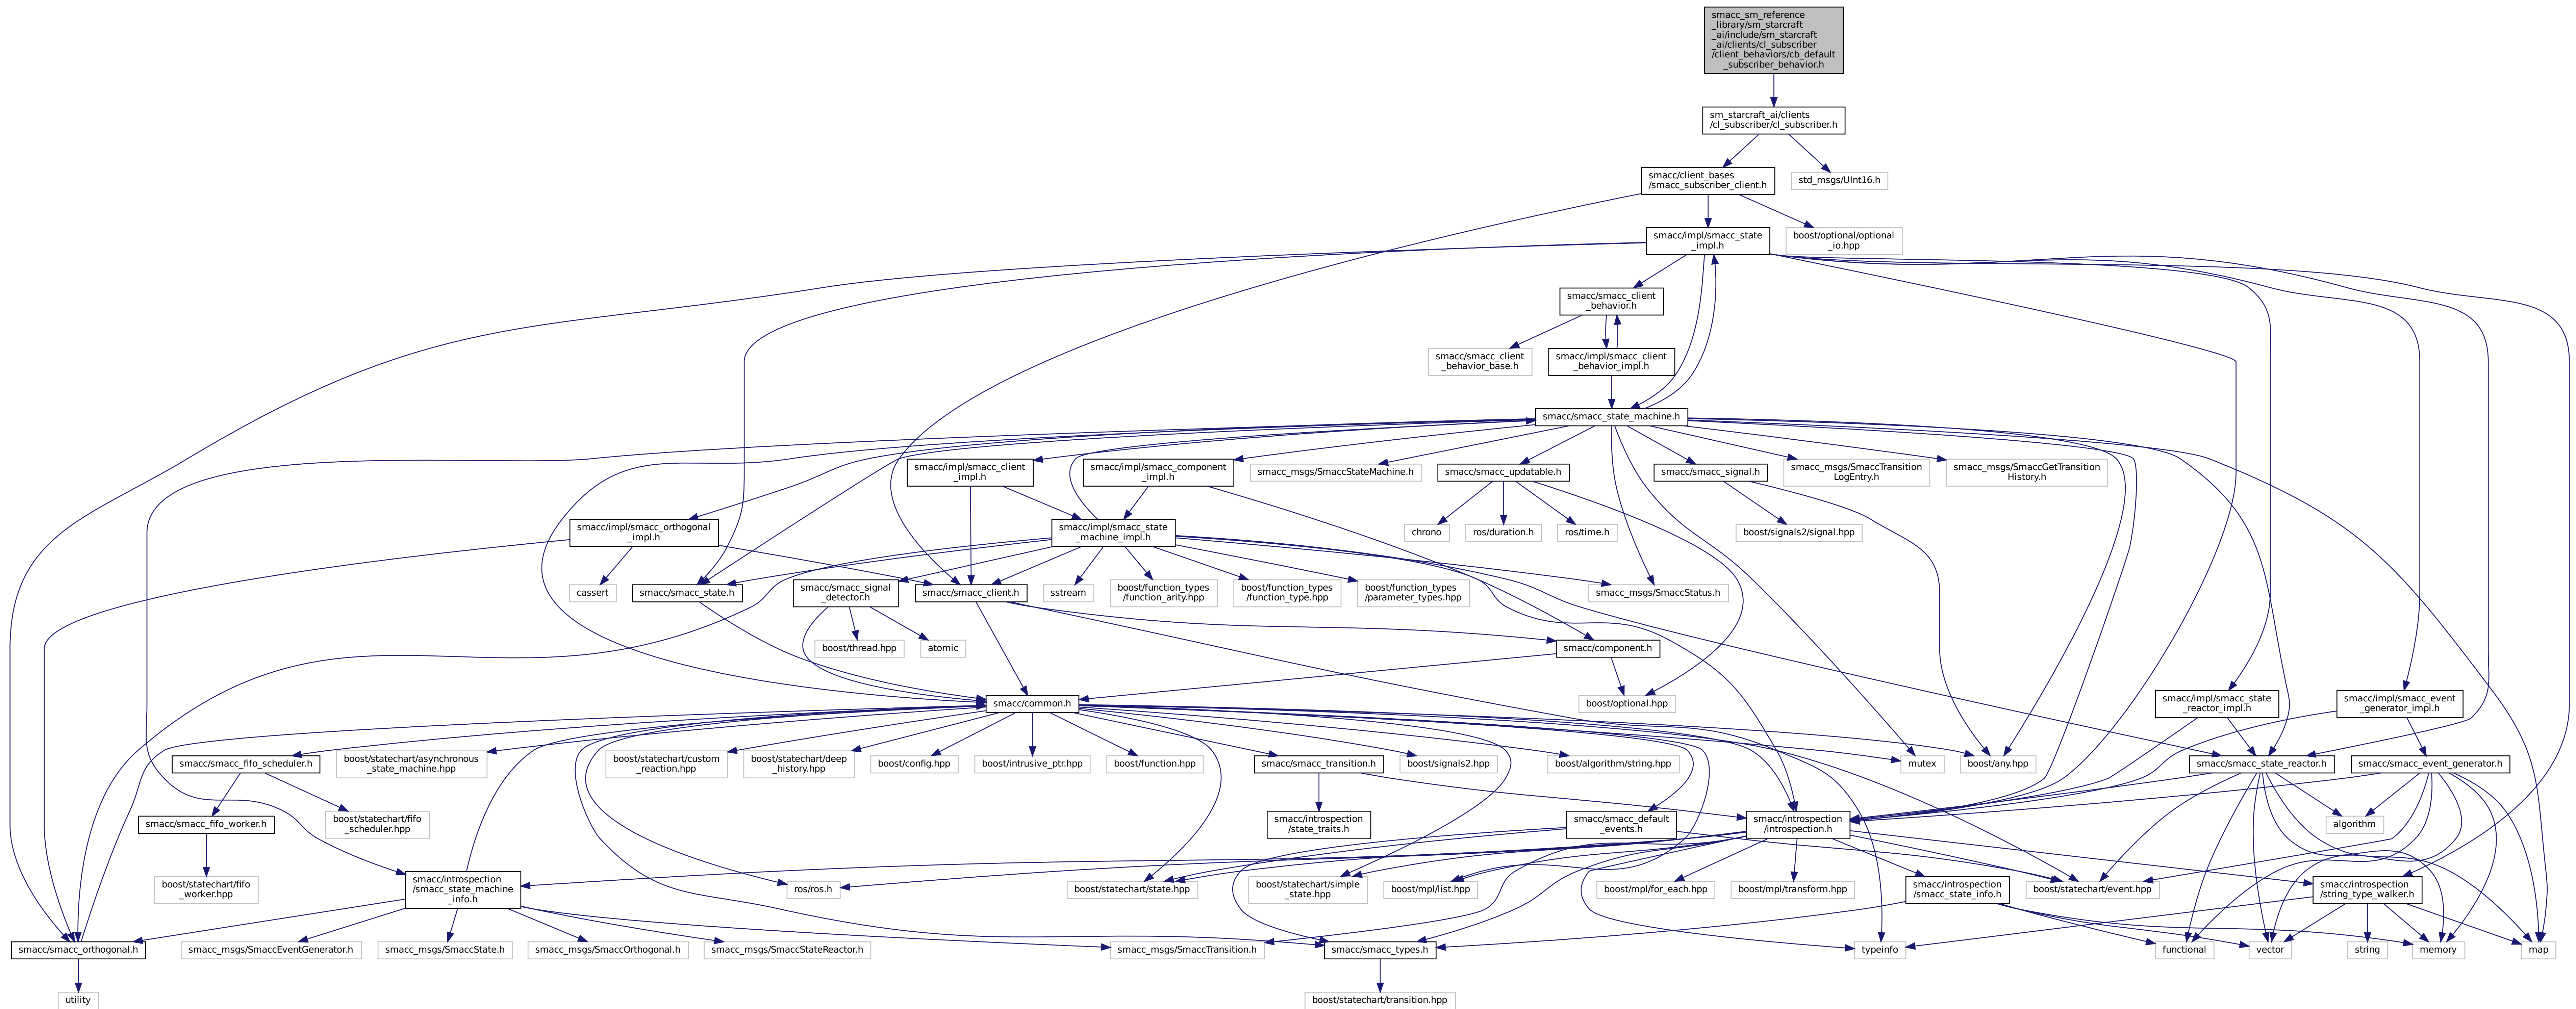 smacc_sm_reference
_library/sm_starcraft
_ai/include/sm_starcraft
_ai/clients/cl_subscriber
/client_behaviors/cb_default
_subscriber_behavior.h
sm_starcraft_ai/clients
/cl_subscriber/cl_subscriber.h
smacc/client_bases
/smacc_subscriber_client.h
std_msgs/UInt16.h
smacc/impl/smacc_state
_impl.h
boost/optional/optional
_io.hpp
smacc/smacc_client
_behavior.h
smacc/smacc_client
_behavior_base.h
smacc/impl/smacc_client
_behavior_impl.h
smacc/smacc_state_machine.h
smacc/impl/smacc_client
_impl.h
smacc/impl/smacc_component
_impl.h
smacc_msgs/SmaccStateMachine.h
smacc/smacc_updatable.h
smacc/smacc_signal.h
smacc_msgs/SmaccTransition
LogEntry.h
smacc_msgs/SmaccGetTransition
History.h
smacc/impl/smacc_orthogonal
_impl.h
smacc/impl/smacc_state
_machine_impl.h
chrono
ros/duration.h
ros/time.h
boost/signals2/signal.hpp
cassert
smacc/smacc_state.h
smacc/smacc_signal
_detector.h
smacc/smacc_client.h
sstream
boost/function_types
/function_arity.hpp
boost/function_types
/function_type.hpp
boost/function_types
/parameter_types.hpp
smacc_msgs/SmaccStatus.h
boost/thread.hpp
atomic
smacc/component.h
smacc/common.h
boost/optional.hpp
smacc/impl/smacc_state
_reactor_impl.h
smacc/impl/smacc_event
_generator_impl.h
smacc/smacc_fifo_scheduler.h
boost/statechart/asynchronous
_state_machine.hpp
boost/statechart/custom
_reaction.hpp
boost/statechart/deep
_history.hpp
boost/config.hpp
boost/intrusive_ptr.hpp
boost/function.hpp
smacc/smacc_transition.h
boost/signals2.hpp
boost/algorithm/string.hpp
mutex
boost/any.hpp
smacc/smacc_state_reactor.h
smacc/smacc_event_generator.h
smacc/smacc_fifo_worker.h
boost/statechart/fifo
_scheduler.hpp
smacc/introspection
/state_traits.h
smacc/smacc_default
_events.h
smacc/introspection
/introspection.h
algorithm
boost/statechart/fifo
_worker.hpp
smacc/introspection
/smacc_state_machine
_info.h
ros/ros.h
boost/statechart/state.hpp
boost/statechart/simple
_state.hpp
boost/mpl/list.hpp
boost/mpl/for_each.hpp
boost/mpl/transform.hpp
smacc/introspection
/smacc_state_info.h
boost/statechart/event.hpp
smacc/introspection
/string_type_walker.h
smacc/smacc_orthogonal.h
smacc_msgs/SmaccEventGenerator.h
smacc_msgs/SmaccState.h
smacc_msgs/SmaccOrthogonal.h
smacc_msgs/SmaccStateReactor.h
smacc_msgs/SmaccTransition.h
smacc/smacc_types.h
typeinfo
functional
vector
string
memory
map
utility
boost/statechart/transition.hpp